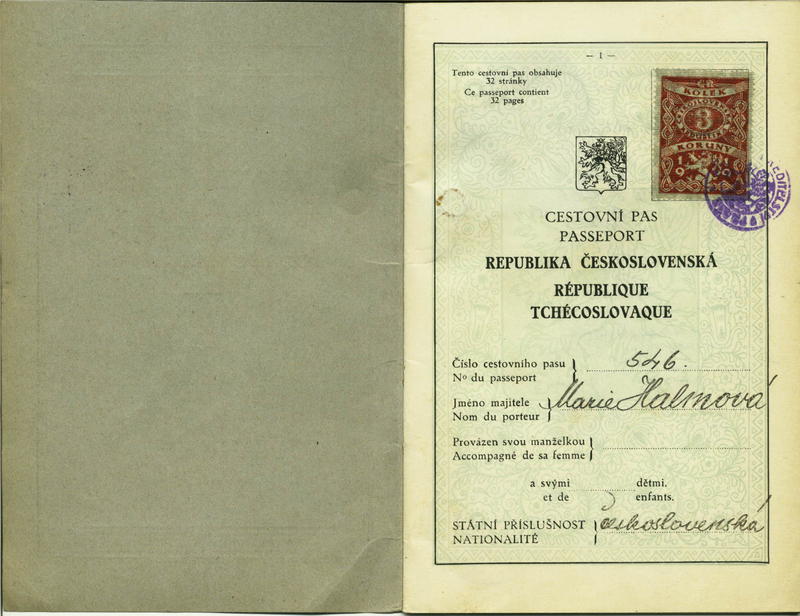 — 1 —
Tento cestovní pas obsahuje
32 stránky
Ce passeport contient
32 pages
KOLEK
3
KORUNY
CESTOVNÍ PAS
PASSEPORT
REPUBLIKA ČESKOSLOVENSKÁ
RÉPUBLIQUE
TCHÉCOSLOVAQUE
Číslo cestovního pasu } 546.
Nº du passeport
Jméno majitele } Marie Halmová
Nom du porteur
Provázen svou manželkou }
Accompagné de sa femme
a svými dětmi.
et de enfants.
STÁTNÍ PŘÍSLUŠNOST } československá
NATIONALITÉ